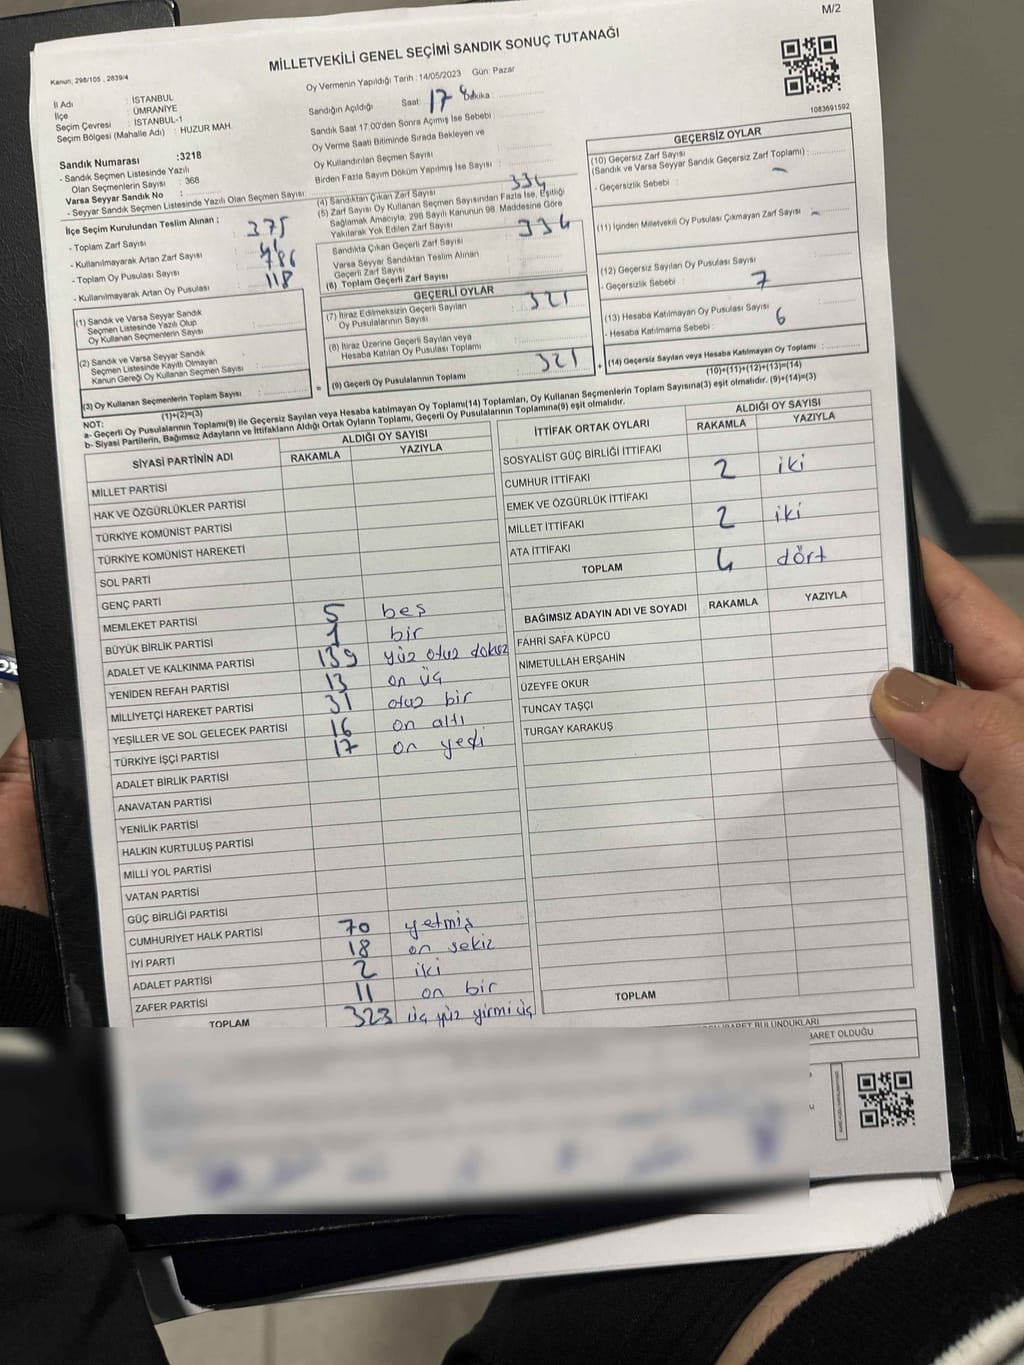 M/2
MİLLETVEKİLİ GENEL SEÇİMİ SANDIK SONUÇ TUTANAĞI
Kanun; 298/105 , 2839/4
İl Adı : İSTANBUL
İlçe : ÜMRANİYE
Seçim Çevresi : İSTANBUL-1
Seçim Bölgesi (Mahalle Adı) : HUZUR MAH.
Sandık Numarası :3218
- Sandık Seçmen Listesinde Yazılı
Olan Seçmenlerin Sayısı : 368
Varsa Seyyar Sandık No :
- Seyyar Sandık Seçmen Listesinde Yazılı Olan Seçmen Sayısı:
Oy Vermenin Yapıldığı Tarih : 14/05/2023 Gün: Pazar
Sandığın Açıldığı Saat: 17 Dakika :
Sandık Saat 17:00'den Sonra Açımış İse Sebebi :
Oy Verme Saati Bitiminde Sırada Bekleyen ve
Oy Kullandırılan Seçmen Sayısı :
Birden Fazla Sayım Döküm Yapılmış İse Sayısı :
1083691592
İlçe Seçim Kurulundan Teslim Alınan :
- Toplam Zarf Sayısı : 375
- Kullanılmayarak Artan Zarf Sayısı : 41
- Toplam Oy Pusulası Sayısı : 786
- Kullanılmayarak Artan Oy Pusulası : 118
(1) Sandık ve Varsa Seyyar Sandık
Seçmen Listesinde Yazılı Olup
Oy Kullanan Seçmenlerin Sayısı :
(2) Sandık ve Varsa Seyyar Sandık
Seçmen Listesinde Kayıtlı Olmayan
Kanun Gereği Oy Kullanan Seçmen Sayısı :
(3) Oy Kullanan Seçmenlerin Toplam Sayısı :
(1)+(2)=(3)
(4) Sandıktan Çıkan Zarf Sayısı 334
(5) Zarf Sayısı Oy Kullanan Seçmen Sayısından Fazla İse, Eşitliği
Sağlamak Amacıyla, 298 Sayılı Kanunun 98. Maddesine Göre
Yakılarak Yok Edilen Zarf Sayısı :
Sandıkta Çıkan Geçerli Zarf Sayısı : 334
Varsa Seyyar Sandıktan Teslim Alınan
Geçerli Zarf Sayısı :
(6) Toplam Geçerli Zarf Sayısı :
GEÇERLİ OYLAR
(7) İtiraz Edilmeksizin Geçerli Sayılan
Oy Pusulalarının Sayısı : 321
(8) İtiraz Üzerine Geçerli Sayılan veya
Hesaba Katılan Oy Pusulası Toplamı :
= (9) Geçerli Oy Pusulalarının Toplamı : 321 +
GEÇERSİZ OYLAR
(10) Geçersiz Zarf Sayısı
(Sandık ve Varsa Seyyar Sandık Geçersiz Zarf Toplamı) :
- Geçersizlik Sebebi : –
(11) İçinden Milletvekili Oy Pusulası Çıkmayan Zarf Sayısı : –
(12) Geçersiz Sayılan Oy Pusulası Sayısı :
- Geçersizlik Sebebi : 7
(13) Hesaba Katılmayan Oy Pusulası Sayısı :
- Hesaba Katılmama Sebebi : 6
(14) Geçersiz Sayılan veya Hesaba Katılmayan Oy Toplamı :
(10)+(11)+(12)+(13)=(14)
NOT:
a- Geçerli Oy Pusulalarının Toplamı(9) ile Geçersiz Sayılan veya Hesaba katılmayan Oy Toplamı(14) Toplamları, Oy Kullanan Seçmenlerin Toplam Sayısına(3) eşit olmalıdır. (9)+(14)=(3)
b- Siyasi Partilerin, Bağımsız Adayların ve İttifakların Aldığı Ortak Oyların Toplamı, Geçerli Oy Pusulalarının Toplamına(9) eşit olmalıdır.
SİYASİ PARTİNİN ADI ALDIĞI OY SAYISI
RAKAMLA YAZIYLA
MİLLET PARTİSİ
HAK VE ÖZGÜRLÜKLER PARTİSİ
TÜRKİYE KOMÜNİST PARTİSİ
TÜRKİYE KOMÜNİST HAREKETİ
SOL PARTİ
GENÇ PARTİ
MEMLEKET PARTİSİ 5 beş
BÜYÜK BİRLİK PARTİSİ 1 bir
ADALET VE KALKINMA PARTİSİ 139 yüz otuz dokuz
YENİDEN REFAH PARTİSİ 13 on üç
MİLLİYETÇİ HAREKET PARTİSİ 31 otuz bir
YEŞİLLER VE SOL GELECEK PARTİSİ 16 on altı
TÜRKİYE İŞÇİ PARTİSİ 17 on yedi
ADALET BİRLİK PARTİSİ
ANAVATAN PARTİSİ
YENİLİK PARTİSİ
HALKIN KURTULUŞ PARTİSİ
MİLLİ YOL PARTİSİ
VATAN PARTİSİ
GÜÇ BİRLİĞİ PARTİSİ
CUMHURİYET HALK PARTİSİ 70 yetmiş
İYİ PARTİ 18 on sekiz
ADALET PARTİSİ 2 iki
ZAFER PARTİSİ 11 on bir
TOPLAM 323 üç yüz yirmi üç
İTTİFAK ORTAK OYLARI ALDIĞI OY SAYISI
RAKAMLA YAZIYLA
SOSYALİST GÜÇ BİRLİĞİ İTTİFAKI
CUMHUR İTTİFAKI 2 iki
EMEK VE ÖZGÜRLÜK İTTİFAKI
MİLLET İTTİFAKI 2 iki
ATA İTTİFAKI
TOPLAM 4 dört
BAĞIMSIZ ADAYIN ADI VE SOYADI RAKAMLA YAZIYLA
FAHRİ SAFA KÜPCÜ
NİMETULLAH ERŞAHİN
ÜZEYFE OKUR
TUNCAY TAŞÇI
TURGAY KARAKUŞ
TOPLAM
BULUNDUKLARI
BARET OLDUĞU